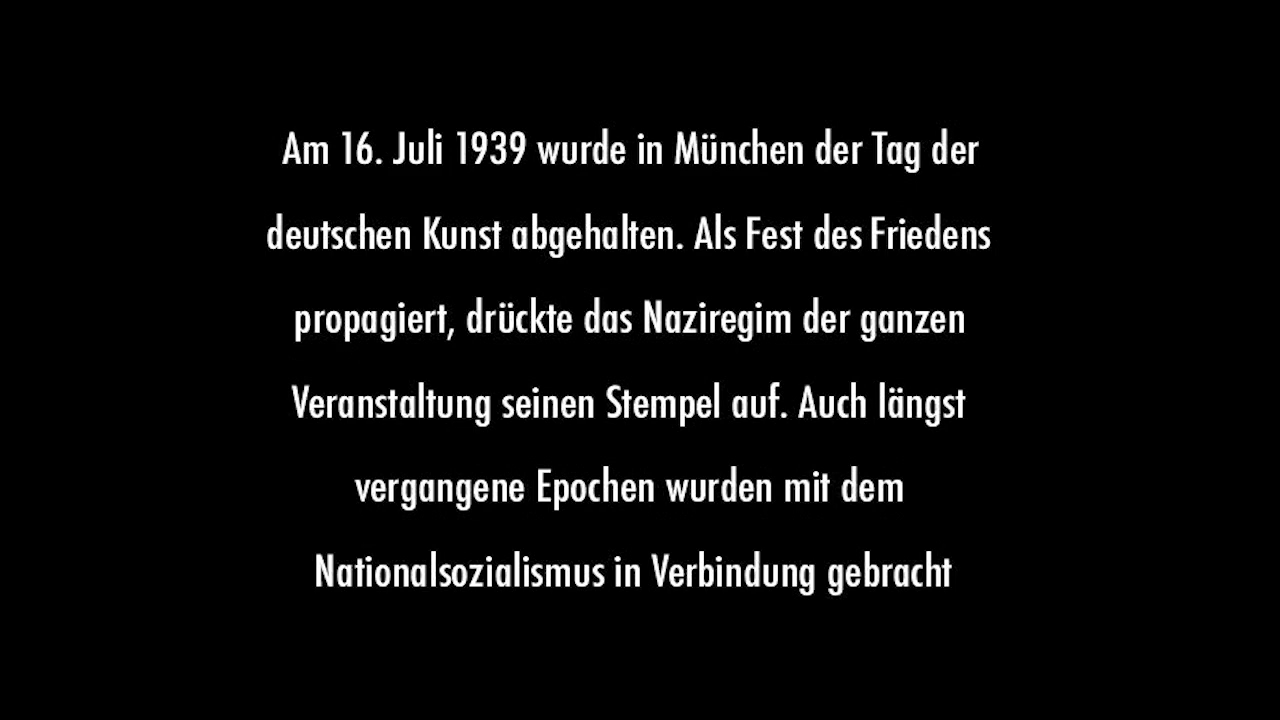 Am 16. Juli 1939 wurde in München der Tag der
deutschen Kunst abgehalten. Als Fest des Friedens
propagiert, drückte das Naziregim der ganzen
Veranstaltung seinen Stempel auf. Auch längst
vergangene Epochen wurden mit dem
Nationalsozialismus in Verbindung gebracht